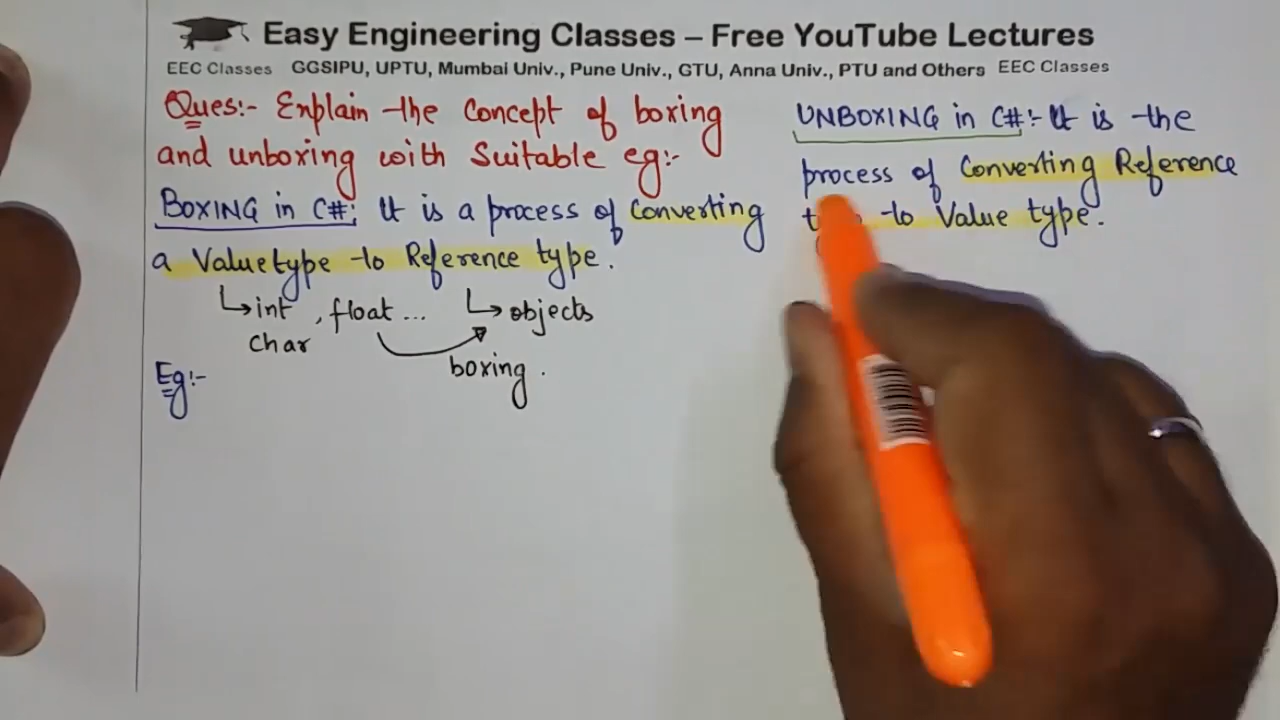 Easy Engineering Classes – Free YouTube Lectures
EEC Classes GGSIPU, UPTU, Mumbai Univ., Pune Univ., GTU, Anna Univ., PTU and Others EEC Classes
Ques:- Explain the Concept of boxing
and unboxing with Suitable eg:-
BOXING in C#: It is a process of Converting
a Valuetype to Reference type.
int , float ... objects
char
boxing.
Eg:-
UNBOXING in C#:- It is the
process of Converting Reference
to Value type.